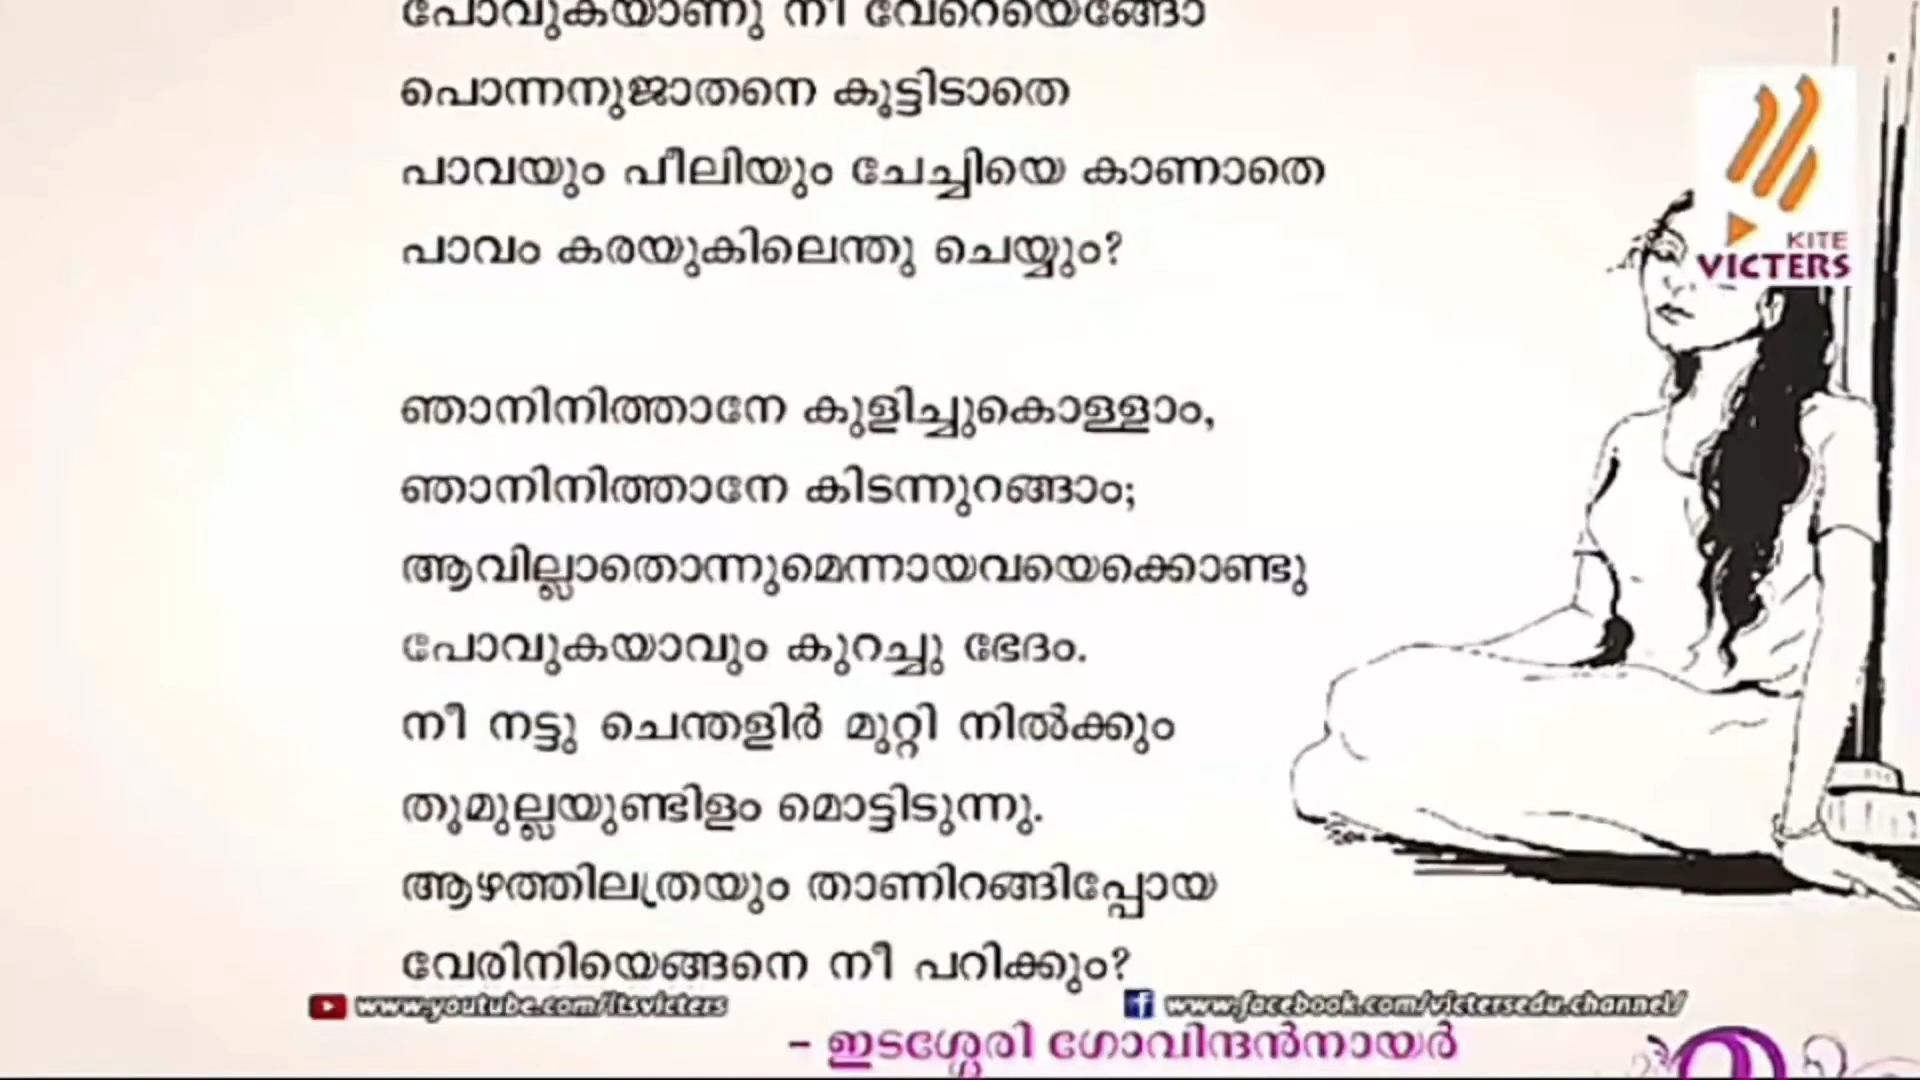 പോവുകയാണു നീ വേറെയെങ്ങോ
പൊന്നനുജാതനെ കൂട്ടിടാതെ
പാവയും പീലിയും ചേച്ചിയെ കാണാതെ
പാവം കരയുകിലെന്തു ചെയ്യും?
ഞാനിനിത്താനേ കുളിച്ചുകൊള്ളാം,
ഞാനിനിത്താനേ കിടന്നുറങ്ങാം;
ആവില്ലാതൊന്നുമെന്നായവയെക്കൊണ്ടു
പോവുകയാവും കുറച്ചു ഭേദം.
നീ നട്ടു ചെന്തളിർ മുറ്റി നിൽക്കും
തൂമുല്ലയുണ്ടിളം മൊട്ടിടുന്നു.
ആഴത്തിലത്രയും താണിറങ്ങിപ്പോയ
വേരിനിയെങ്ങനെ നീ പറിക്കും?
– ഇടശ്ശേരി ഗോവിന്ദൻനായർ
KITE
VICTERS
www.youtube.com/itsvicters
www.facebook.com/victersedu.channel/